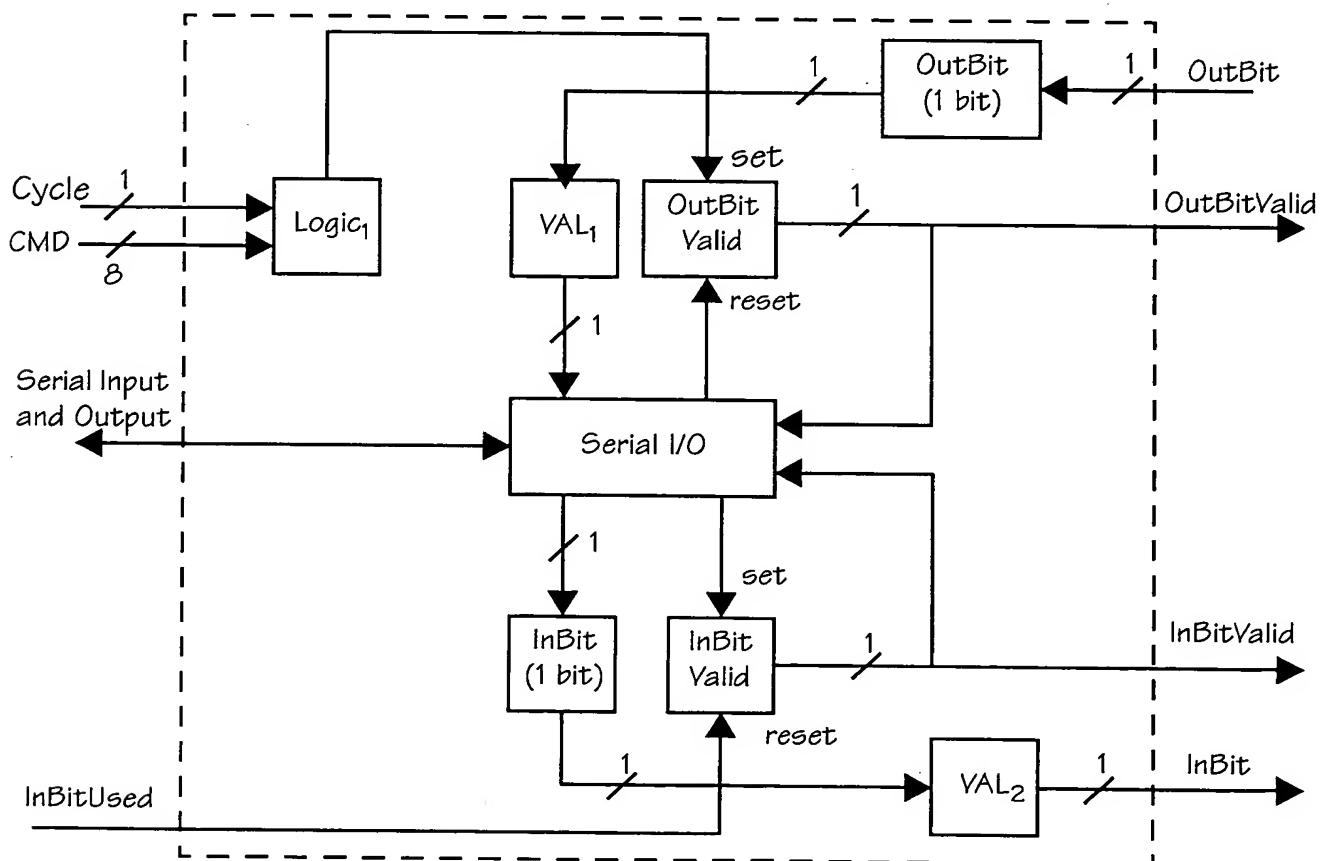 1
OutBit
(1 bit)
1
OutBit
set
Cycle
1
CMD
8
Logic₁
VAL₁
OutBit
Valid
1
OutBitValid
reset
1
Serial Input
and Output
Serial I/O
1
set
InBit
(1 bit)
InBit
Valid
1
InBitValid
reset
1
VAL₂
1
InBit
InBitUsed